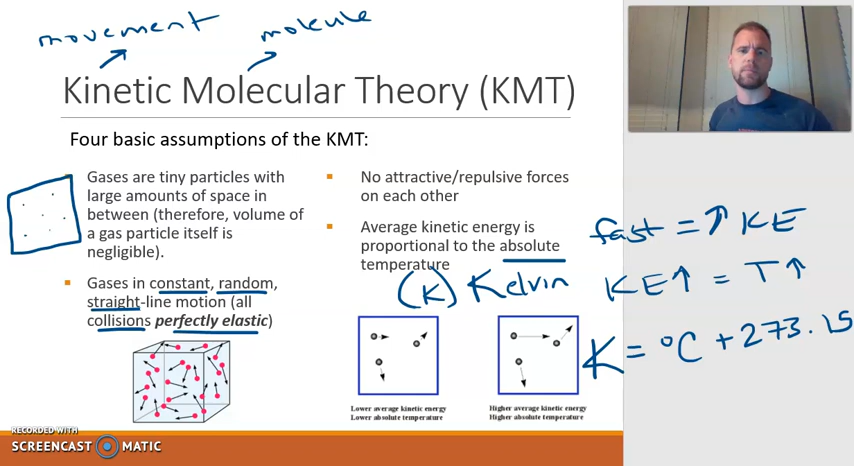 movement
molecule
Kinetic Molecular Theory (KMT)
Four basic assumptions of the KMT:
Gases are tiny particles with
large amounts of space in
between (therefore, volume of
a gas particle itself is
negligible).
Gases in constant, random,
straight-line motion (all
collisions perfectly elastic)
No attractive/repulsive forces
on each other
Average kinetic energy is
proportional to the absolute
temperature
(K) Kelvin
fast = ↑ KE
KE↑ = T↑
K = °C + 273.15
Lower average kinetic energy
Lower absolute temperature
Higher average kinetic energy
Higher absolute temperature
RECORDED WITH
SCREENCAST MATIC